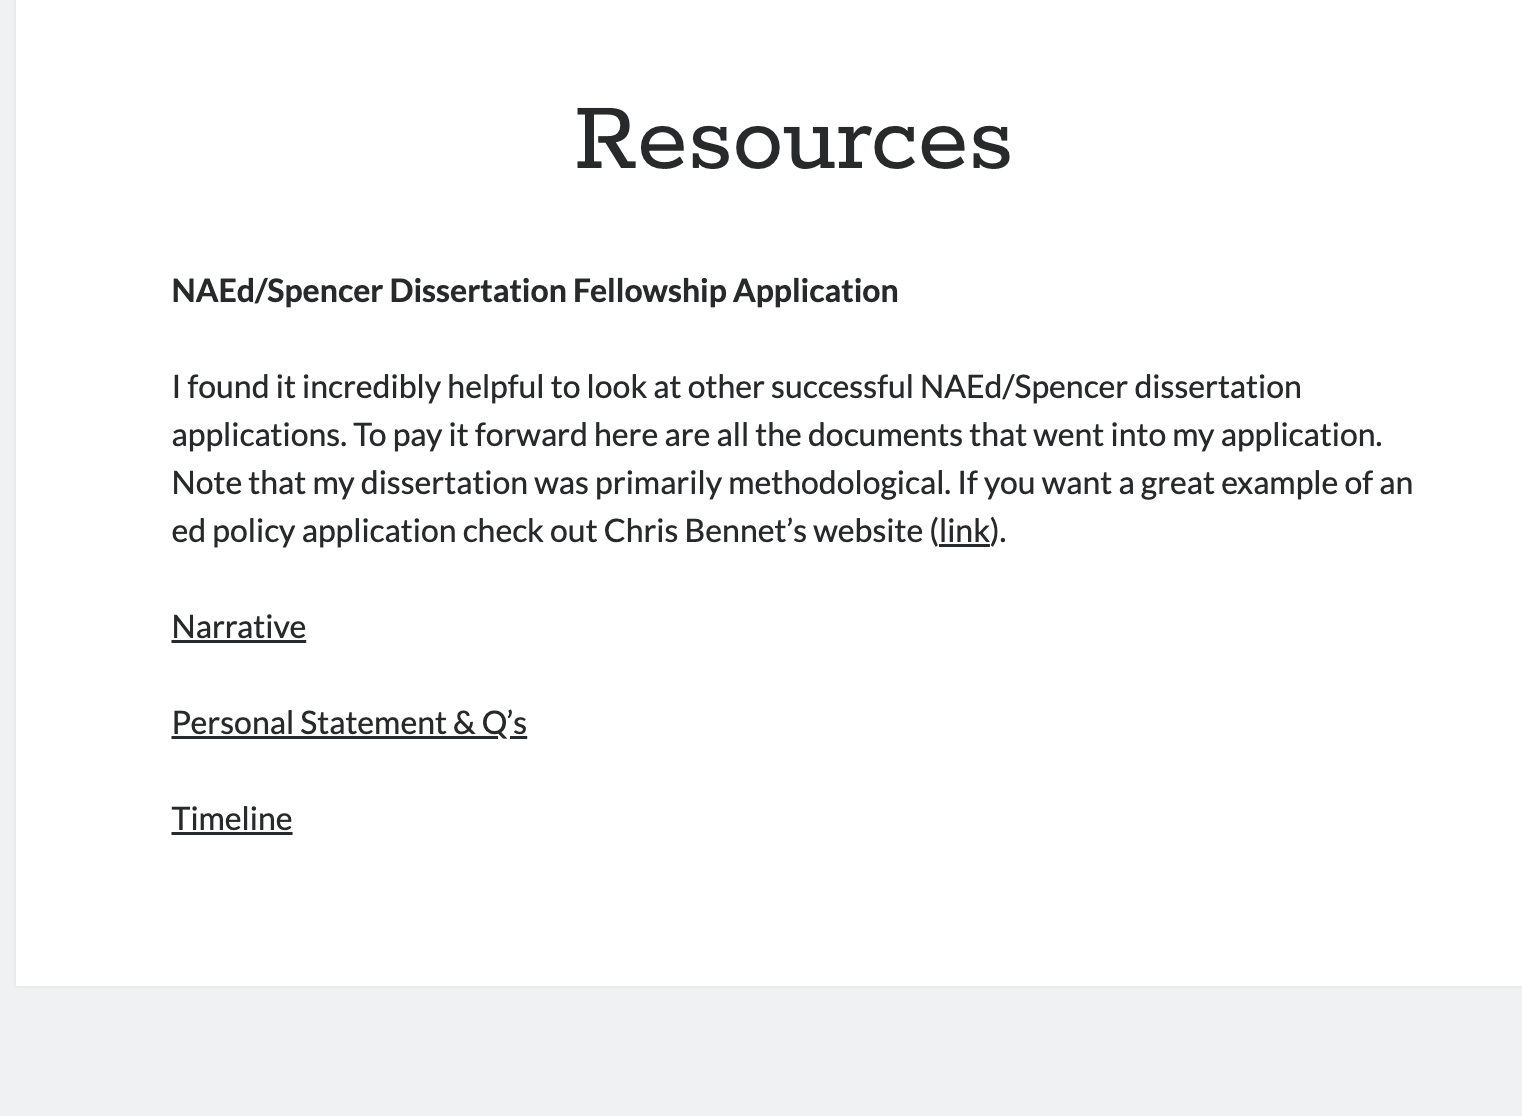 Resources
NAEd/Spencer Dissertation Fellowship Application
I found it incredibly helpful to look at other successful NAEd/Spencer dissertation
applications. To pay it forward here are all the documents that went into my application.
Note that my dissertation was primarily methodological. If you want a great example of an
ed policy application check out Chris Bennet’s website (link).
Narrative
Personal Statement & Q’s
Timeline